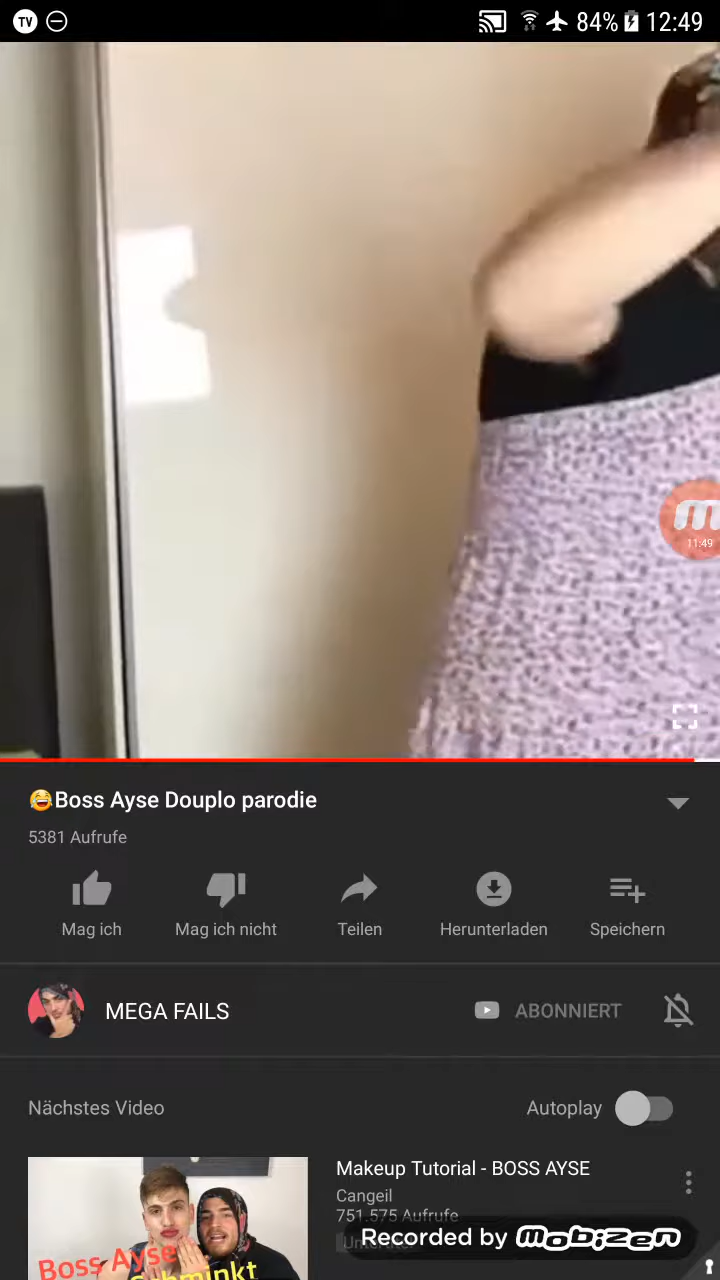 TV
84%
12:49
m
11:49
😂Boss Ayse Douplo parodie
5381 Aufrufe
Mag ich
Mag ich nicht
Teilen
Herunterladen
Speichern
MEGA FAILS
ABONNIERT
Nächstes Video
Autoplay
Makeup Tutorial - BOSS AYSE
Cangeil
751.575 Aufrufe
Boss Ayse
Recorded by mobizen